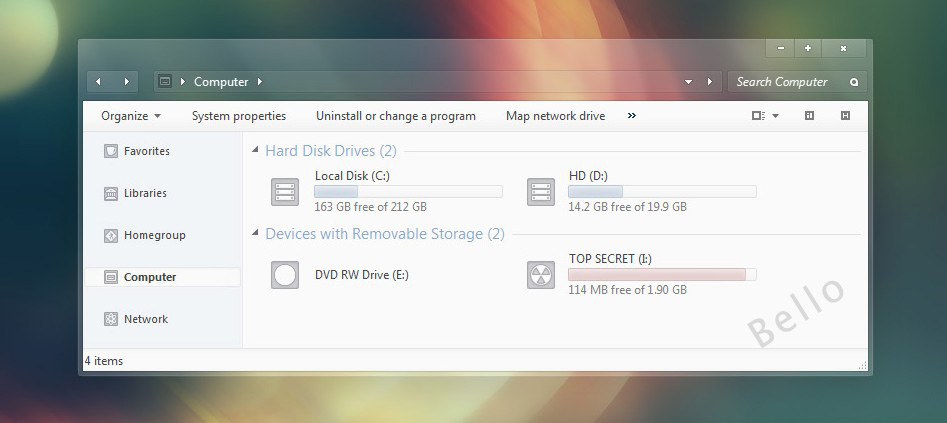 Computer
Search Computer
Organize System properties Uninstall or change a program Map network drive »
Favorites
Libraries
Homegroup
Computer
Network
Hard Disk Drives (2)
Local Disk (C:)
163 GB free of 212 GB
HD (D:)
14.2 GB free of 19.9 GB
Devices with Removable Storage (2)
DVD RW Drive (E:)
TOP SECRET (I:)
114 MB free of 1.90 GB
Bello
4 items